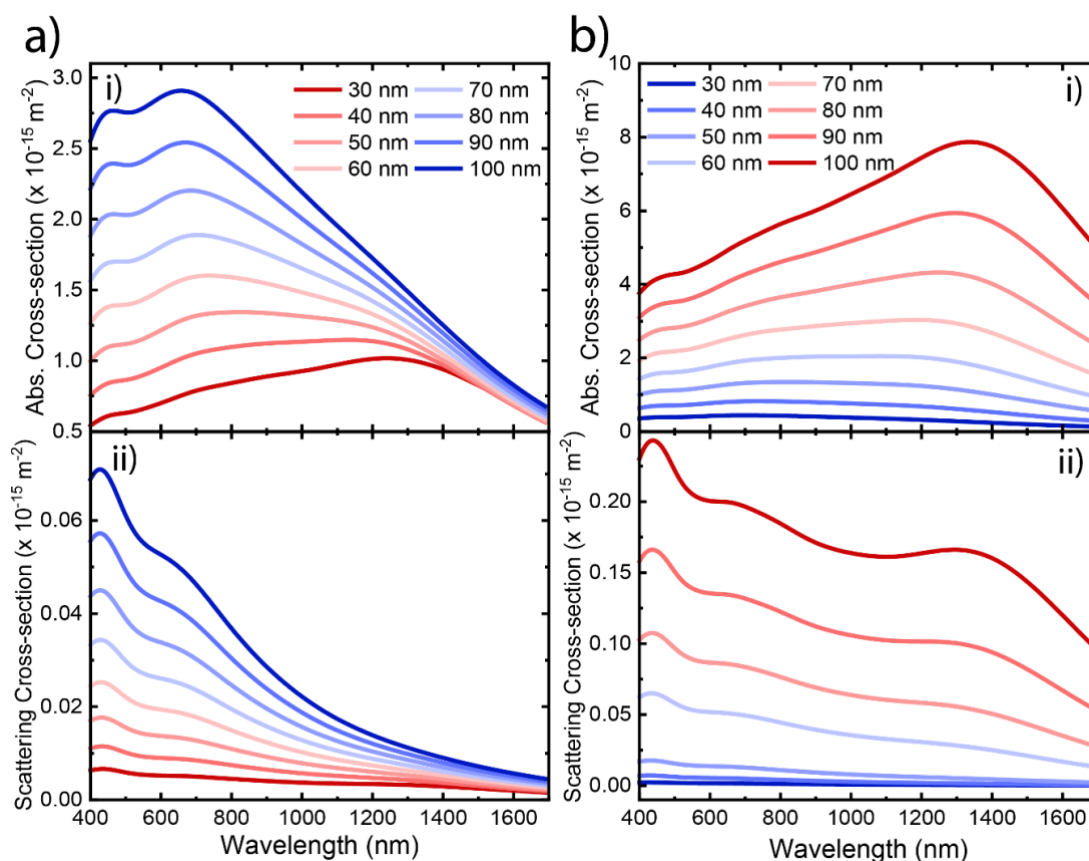 a)
i)
30 nm 70 nm
40 nm 80 nm
50 nm 90 nm
60 nm 100 nm
Abs. Cross-section (x 10⁻¹⁵ m⁻²)
3.0
2.5
2.0
1.5
1.0
0.5
ii)
Scattering Cross-section (x 10⁻¹⁵ m⁻²)
0.06
0.04
0.02
0.00
400 600 800 1000 1200 1400 1600
Wavelength (nm)
b)
i)
30 nm 70 nm
40 nm 80 nm
50 nm 90 nm
60 nm 100 nm
Abs. Cross-section (x 10⁻¹⁵ m⁻²)
10
8
6
4
2
0
ii)
Scattering Cross-section (x 10⁻¹⁵ m⁻²)
0.20
0.15
0.10
0.05
0.00
400 600 800 1000 1200 1400 1600
Wavelength (nm)